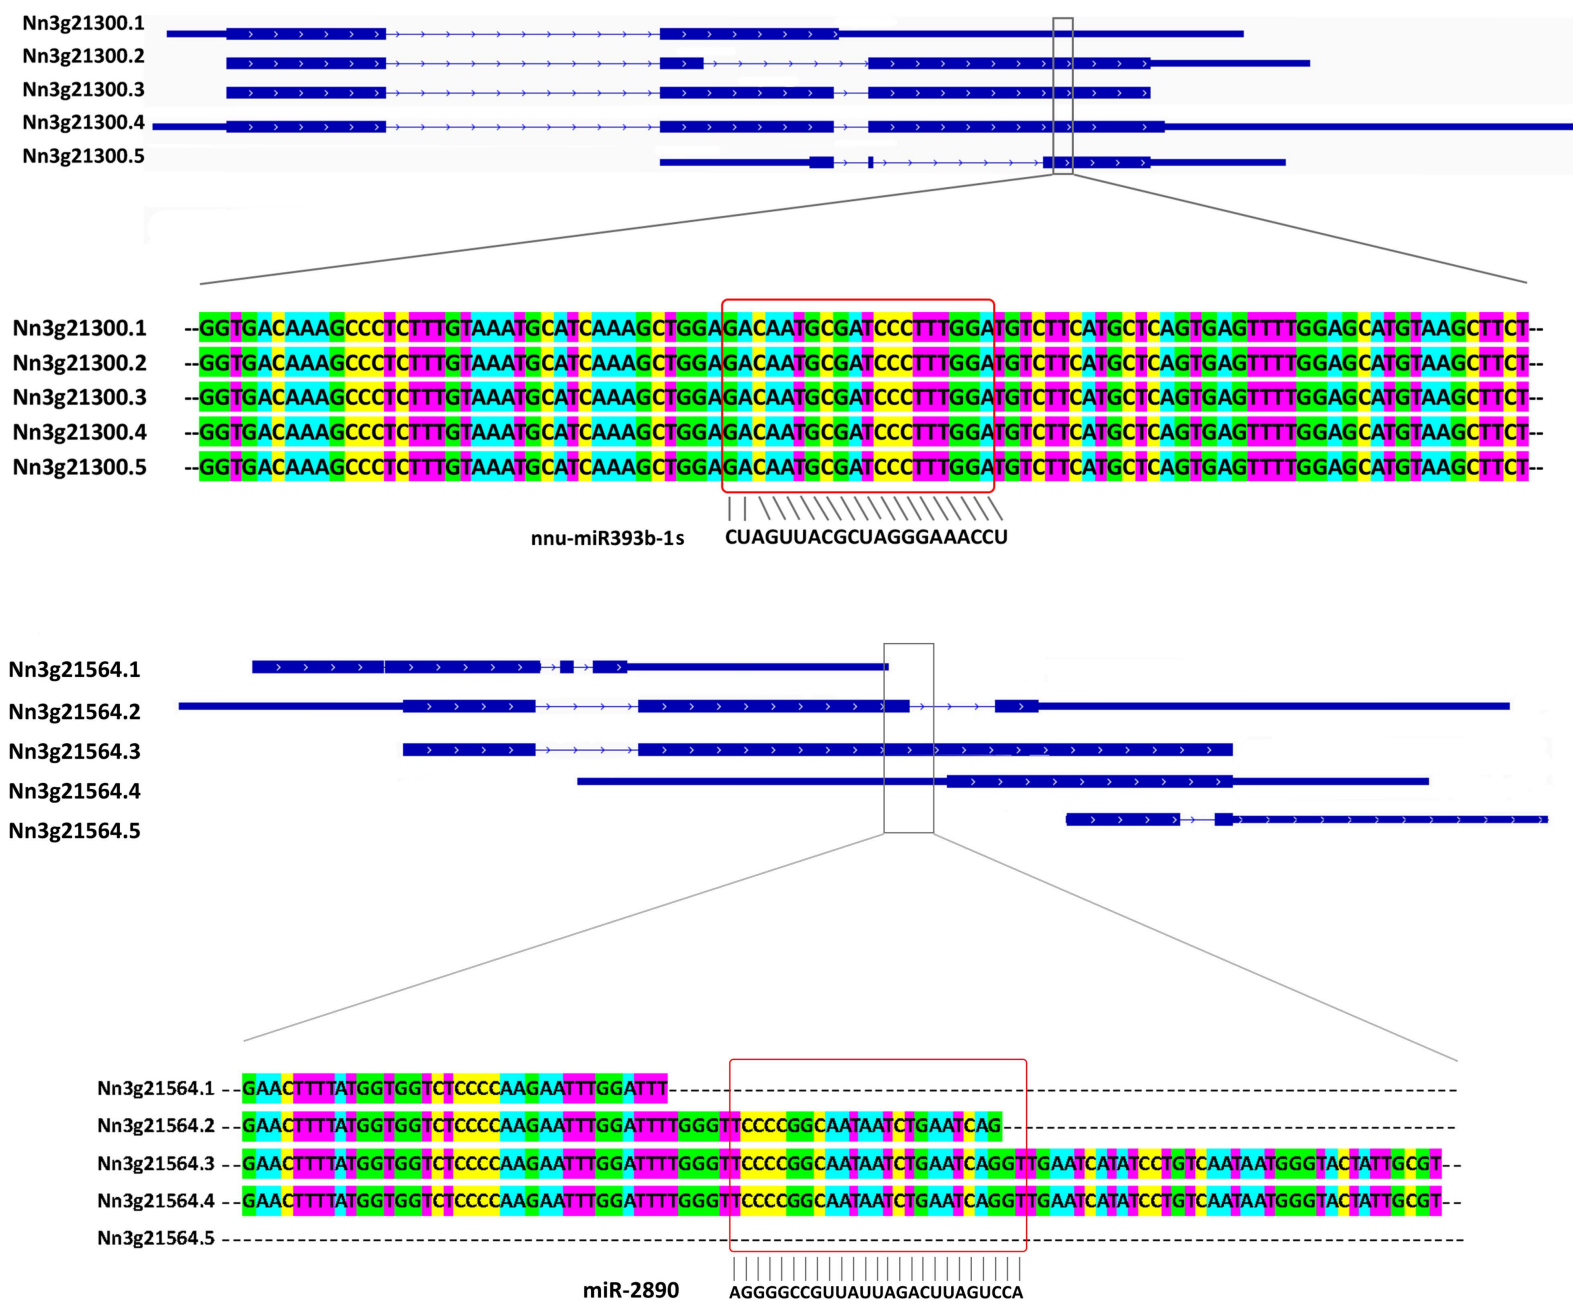 Nn3g21300.1
Nn3g21300.2
Nn3g21300.3
Nn3g21300.4
Nn3g21300.5
Nn3g21300.1 --GGTGACAAAGCCCTCTTTGTAAATGCATCAAAGCTGGAGACAATGCGATCCCTTTGGATGTCTTCATGCTCAGTGAGTTTTGGAGCATGTAAGCTTCT--
Nn3g21300.2 --GGTGACAAAGCCCTCTTTGTAAATGCATCAAAGCTGGAGACAATGCGATCCCTTTGGATGTCTTCATGCTCAGTGAGTTTTGGAGCATGTAAGCTTCT--
Nn3g21300.3 --GGTGACAAAGCCCTCTTTGTAAATGCATCAAAGCTGGAGACAATGCGATCCCTTTGGATGTCTTCATGCTCAGTGAGTTTTGGAGCATGTAAGCTTCT--
Nn3g21300.4 --GGTGACAAAGCCCTCTTTGTAAATGCATCAAAGCTGGAGACAATGCGATCCCTTTGGATGTCTTCATGCTCAGTGAGTTTTGGAGCATGTAAGCTTCT--
Nn3g21300.5 --GGTGACAAAGCCCTCTTTGTAAATGCATCAAAGCTGGAGACAATGCGATCCCTTTGGATGTCTTCATGCTCAGTGAGTTTTGGAGCATGTAAGCTTCT--
nnu-miR393b-1s CUAGUUACGCUAGGGAAACCU
Nn3g21564.1
Nn3g21564.2
Nn3g21564.3
Nn3g21564.4
Nn3g21564.5
Nn3g21564.1 --GAACTTTTATGGTGGTCTCCCCAAGAATTTGGATTT
Nn3g21564.2 --GAACTTTTATGGTGGTCTCCCCAAGAATTTGGATTTTGGGTTCCCCGGCAATAATCTGAATCAG
Nn3g21564.3 --GAACTTTTATGGTGGTCTCCCCAAGAATTTGGATTTTGGGTTCCCCGGCAATAATCTGAATCAGGTTGAATCATATCCTGTCAATAATGGGTACTATTGCGT--
Nn3g21564.4 --GAACTTTTATGGTGGTCTCCCCAAGAATTTGGATTTTGGGTTCCCCGGCAATAATCTGAATCAGGTTGAATCATATCCTGTCAATAATGGGTACTATTGCGT--
Nn3g21564.5
miR-2890 AGGGGCCGUUAUUAGACUUAGUCCA